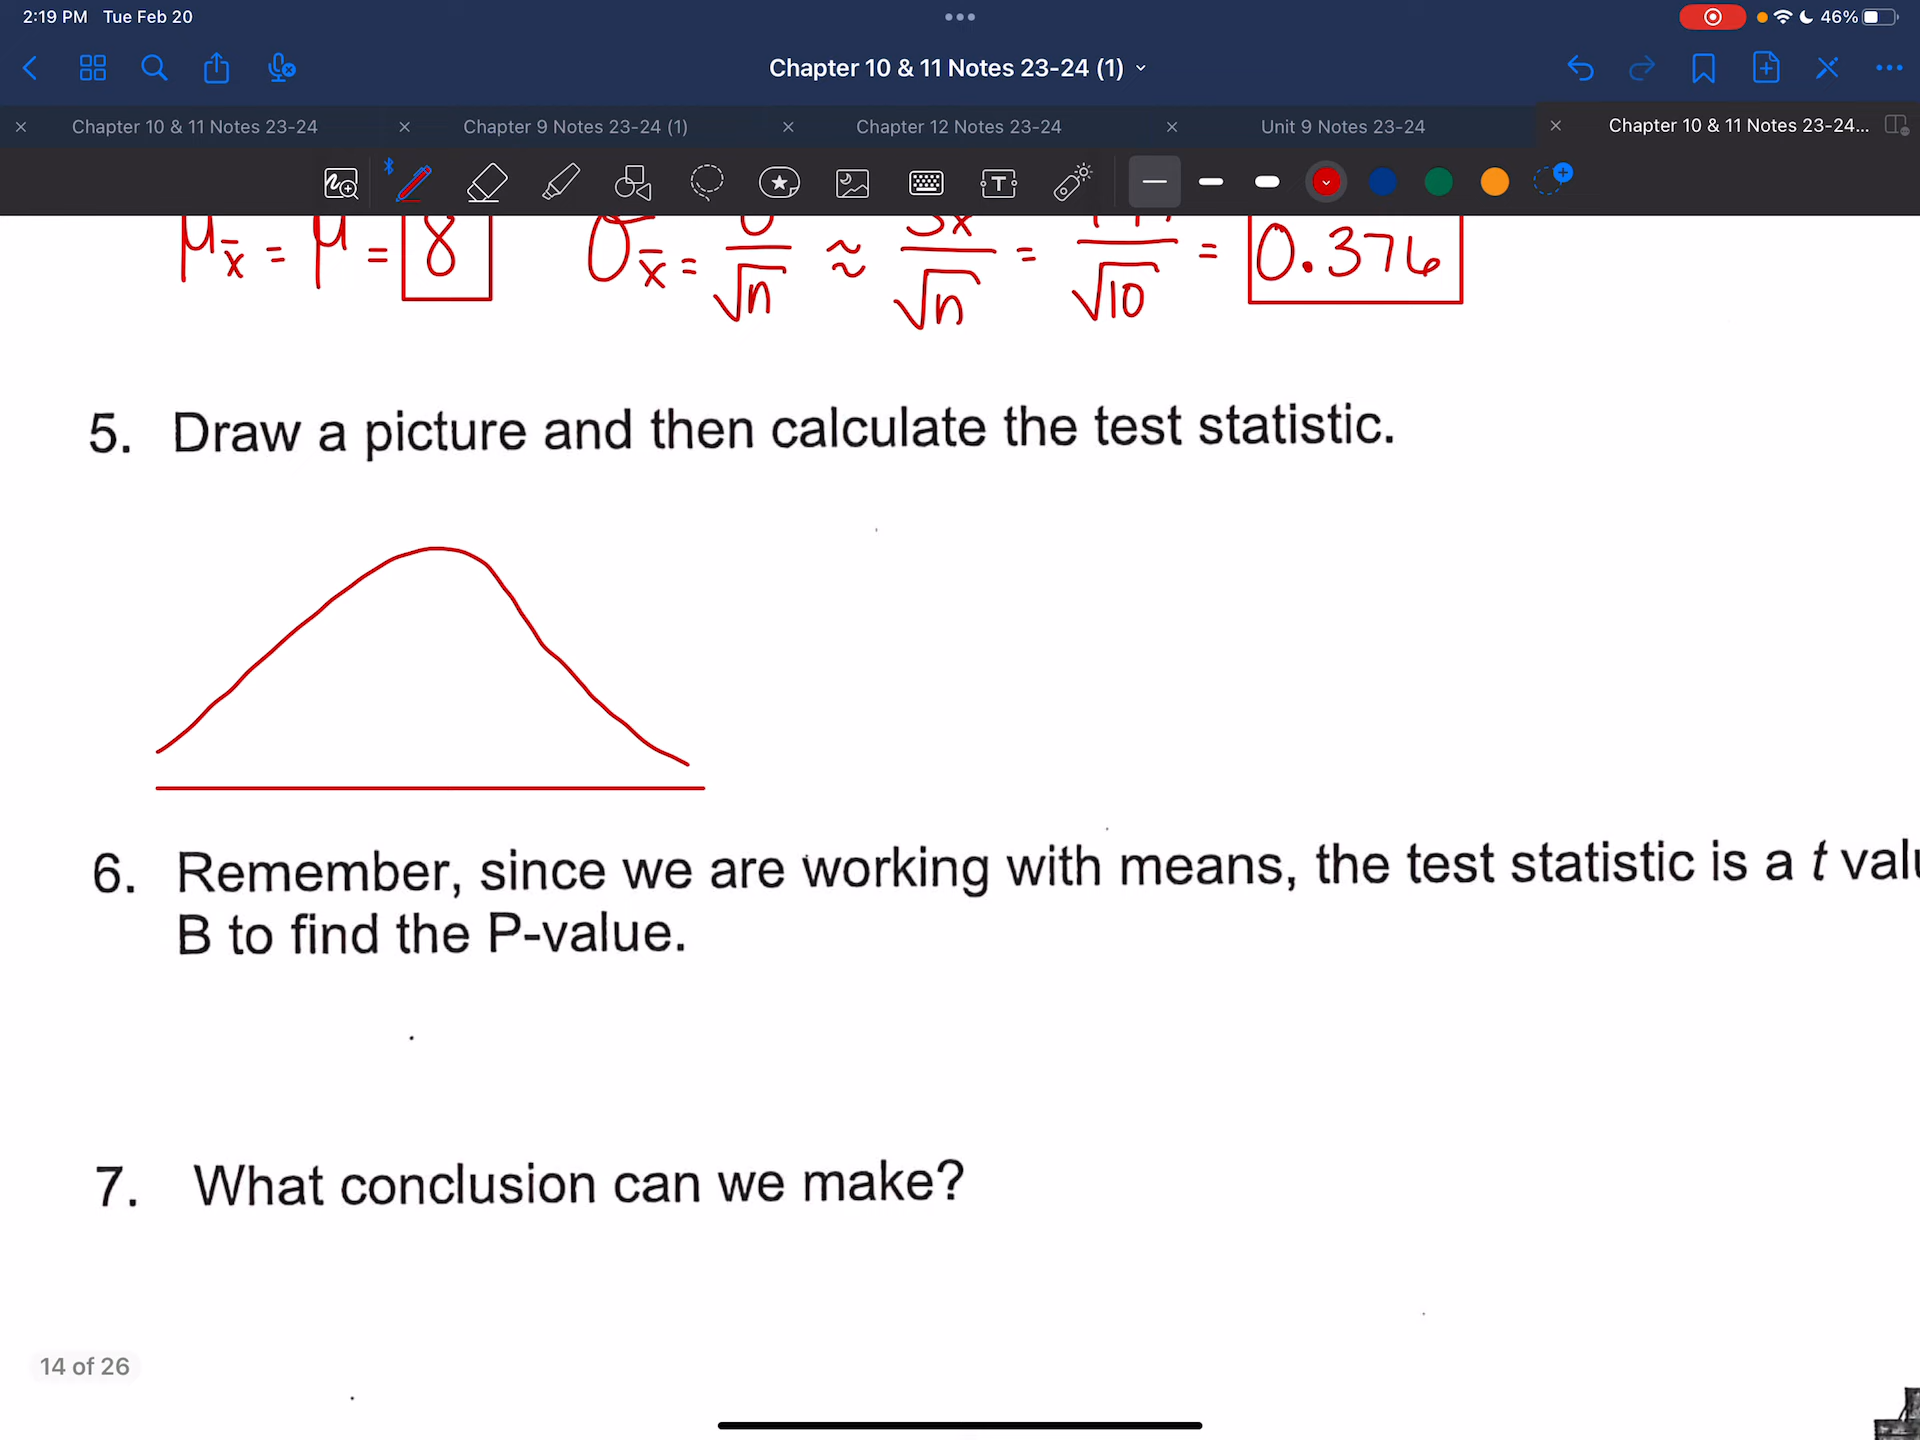 2:19 PM Tue Feb 20
46%
Chapter 10 & 11 Notes 23-24 (1)
Chapter 10 & 11 Notes 23-24
Chapter 9 Notes 23-24 (1)
Chapter 12 Notes 23-24
Unit 9 Notes 23-24
Chapter 10 & 11 Notes 23-24...
μx̄ = μ = 8 σx̄ = σ/√n ≈ Sx/√n = /√10 = 0.376
5. Draw a picture and then calculate the test statistic.
6. Remember, since we are working with means, the test statistic is a t
B to find the P-value.
7. What conclusion can we make?
14 of 26